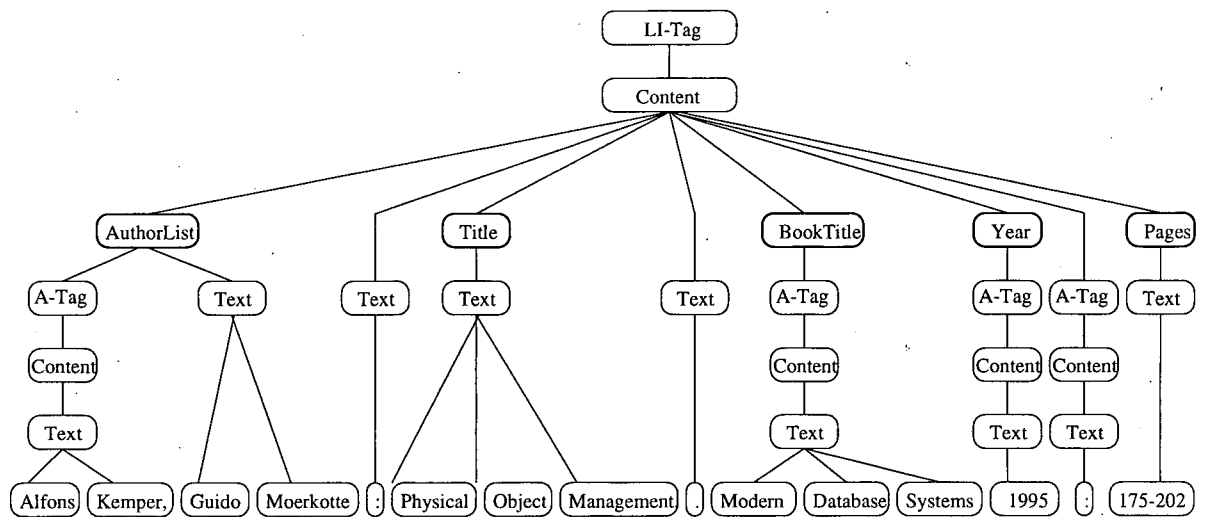 LI-Tag
Content
AuthorList Title BookTitle Year Pages
A-Tag Text Text Text Text A-Tag A-Tag A-Tag Text
Content Content Content Content
Text Text Text Text
Alfons Kemper, Guido Moerkotte : Physical Object Management . Modern Database Systems 1995 : 175-202